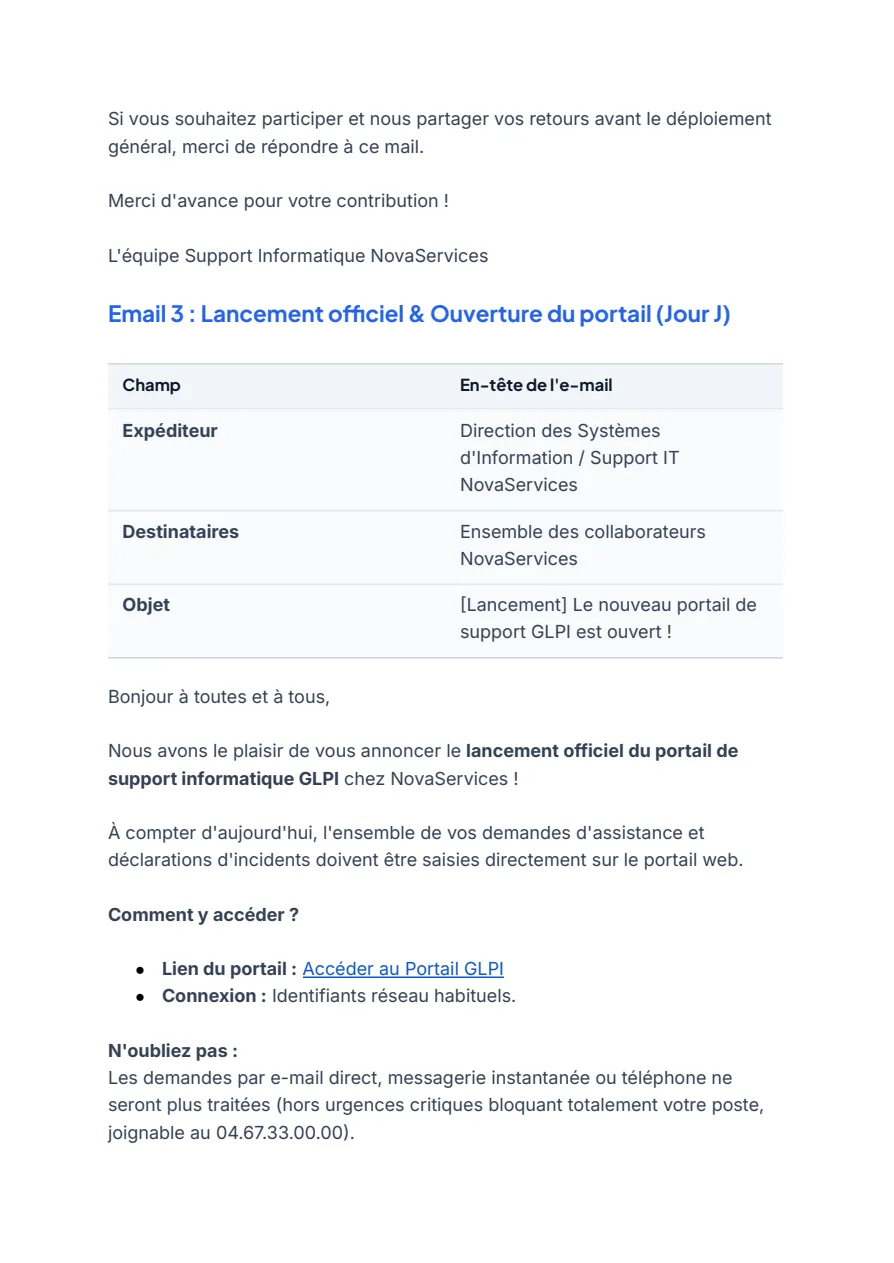 Si vous souhaitez participer et nous partager vos retours avant le déploiement
général, merci de répondre à ce mail.
Merci d'avance pour votre contribution !
L'équipe Support Informatique NovaServices
Email 3 : Lancement officiel & Ouverture du portail (Jour J)
Champ En-tête de l'e-mail
Expéditeur Direction des Systèmes
d'Information / Support IT
NovaServices
Destinataires Ensemble des collaborateurs
NovaServices
Objet [Lancement] Le nouveau portail de
support GLPI est ouvert !
Bonjour à toutes et à tous,
Nous avons le plaisir de vous annoncer le lancement officiel du portail de
support informatique GLPI chez NovaServices !
À compter d'aujourd'hui, l'ensemble de vos demandes d'assistance et
déclarations d'incidents doivent être saisies directement sur le portail web.
Comment y accéder ?
● Lien du portail : Accéder au Portail GLPI
● Connexion : Identifiants réseau habituels.
N'oubliez pas :
Les demandes par e-mail direct, messagerie instantanée ou téléphone ne
seront plus traitées (hors urgences critiques bloquant totalement votre poste,
joignable au 04.67.33.00.00).